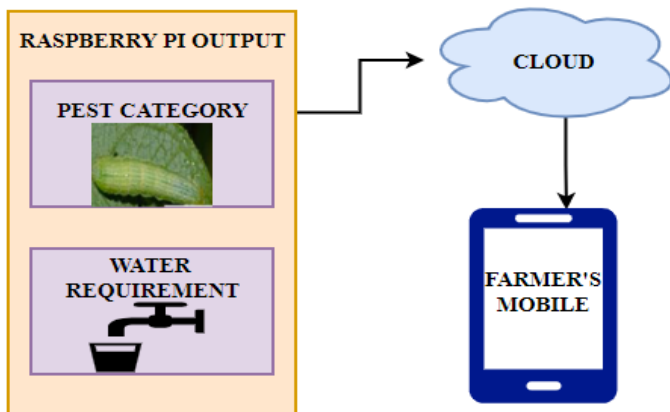 RASPBERRY PI OUTPUT
PEST CATEGORY
WATER
REQUIREMENT
CLOUD
FARMER'S
MOBILE